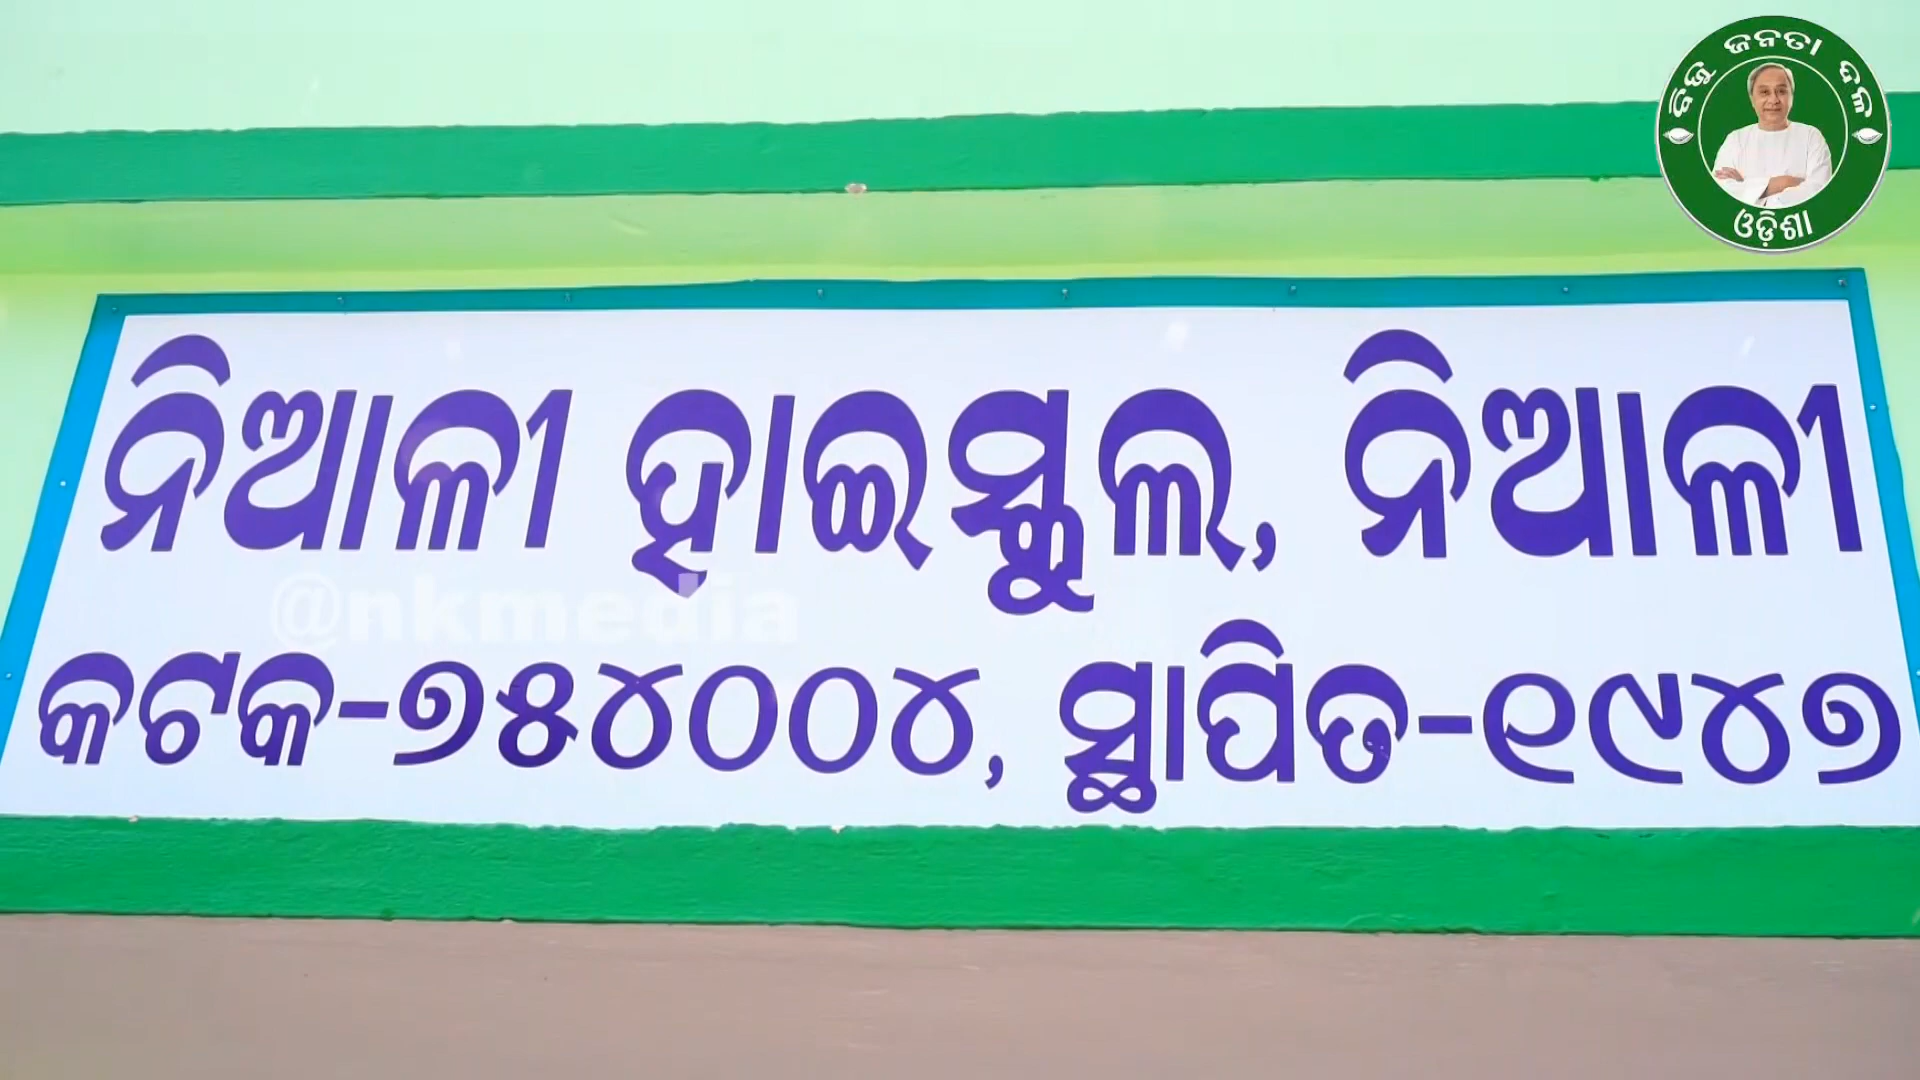 ବିଜୁ ଜନତା ଦଳ
ଓଡ଼ିଶା
ନିଆଳୀ ହାଇସ୍କୁଲ, ନିଆଳୀ
@nkmedia
କଟକ-୭୫୪୦୦୪, ସ୍ଥାପିତ-୧୯୪୭